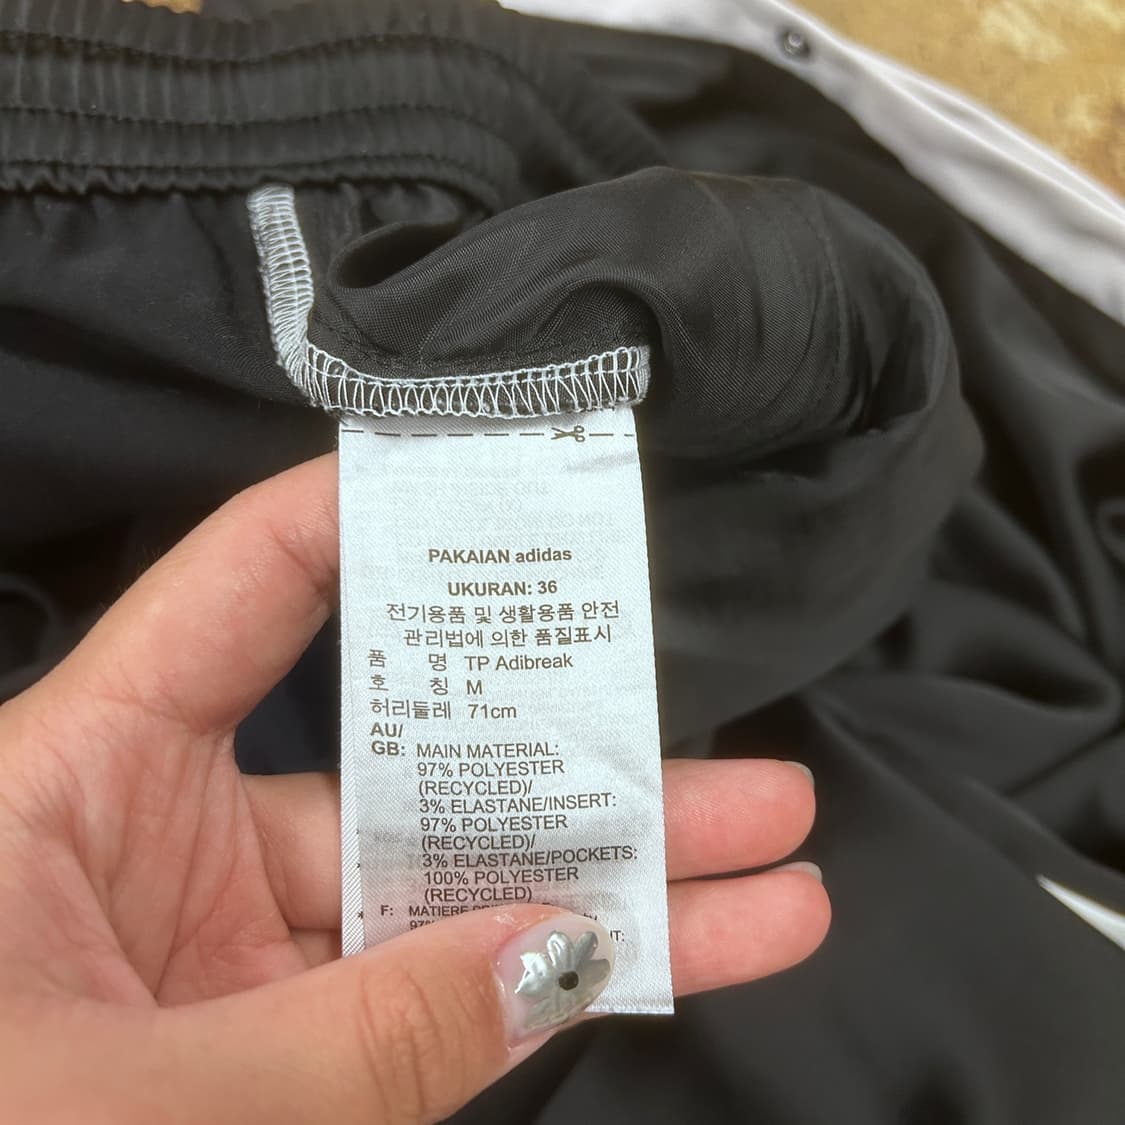 PAKAIAN adidas
UKURAN: 36
전기용품 및 생활용품 안전
관리법에 의한 품질표시
품 명 TP Adibreak
호 칭 M
허리둘레 71cm
AU/
GB: MAIN MATERIAL:
97% POLYESTER
(RECYCLED)/
3% ELASTANE/INSERT:
97% POLYESTER
(RECYCLED)/
3% ELASTANE/POCKETS:
100% POLYESTER
(RECYCLED)
F: MATIERE